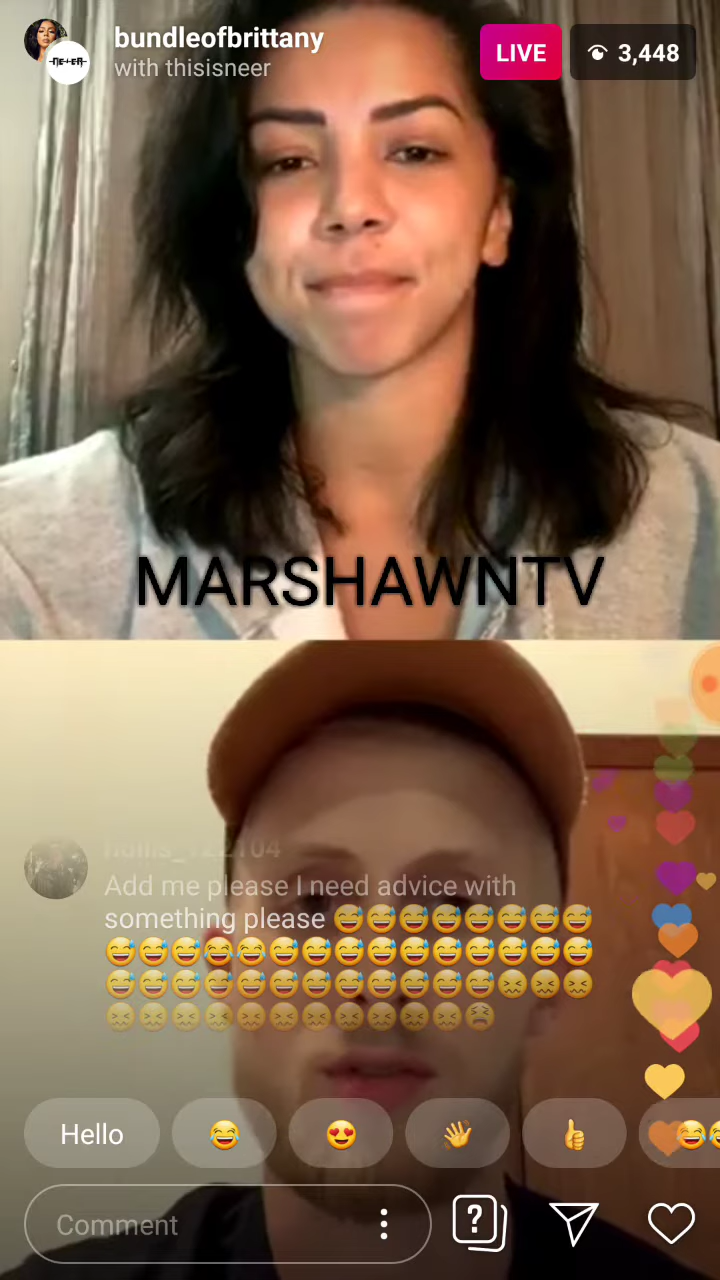 bundleofbrittany
with thisisneer
LIVE
3,448
MARSHAWNTV
Add me please I need advice with
something please 😅😅😅😅😅😅😅😅
😅😅😅😂😂😅😅😅😅😅😅😅😅😅😅
😅😅😅😅😅😅😅😅😅😅😅😅😖😖😖
😖😖😖😖😖😖😖😖😖😖😖😫
Hello
Comment